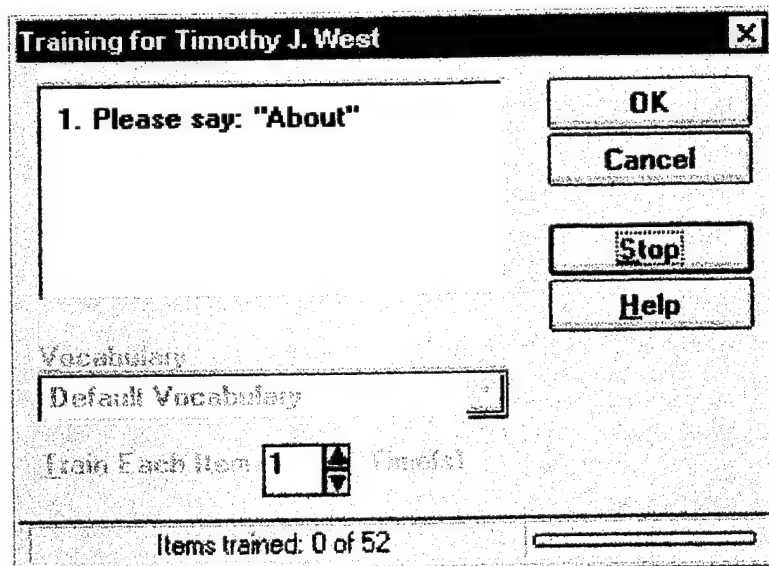 Training for Timothy J. West
1. Please say: "About"
OK
Cancel
Stop
Help
Vocabulary
Default Vocabulary
Train Each Item 1 Time(s)
Items trained: 0 of 52